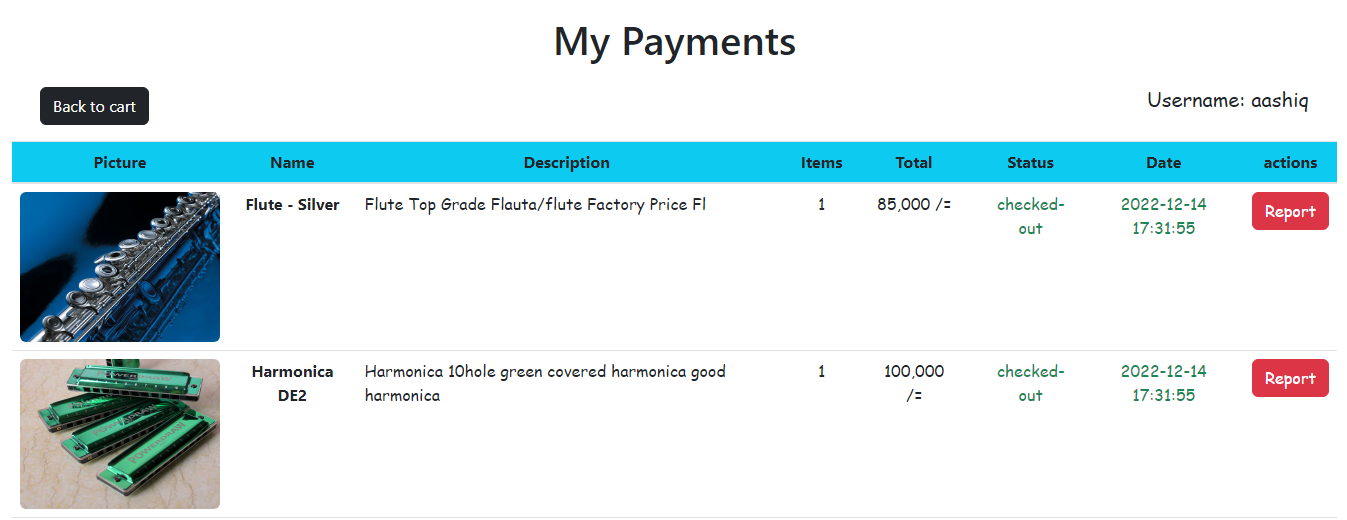 My Payments
Back to cart
Username: aashiq
Picture Name Description Items Total Status Date actions
Flute - Silver Flute Top Grade Flauta/flute Factory Price Fl 1 85,000 /= checked- 2022-12-14 Report
out 17:31:55
POWERDRAW
Harmonica Harmonica 10hole green covered harmonica good 1 100,000 checked- 2022-12-14 Report
DE2 harmonica /= out 17:31:55
POWERDRAW